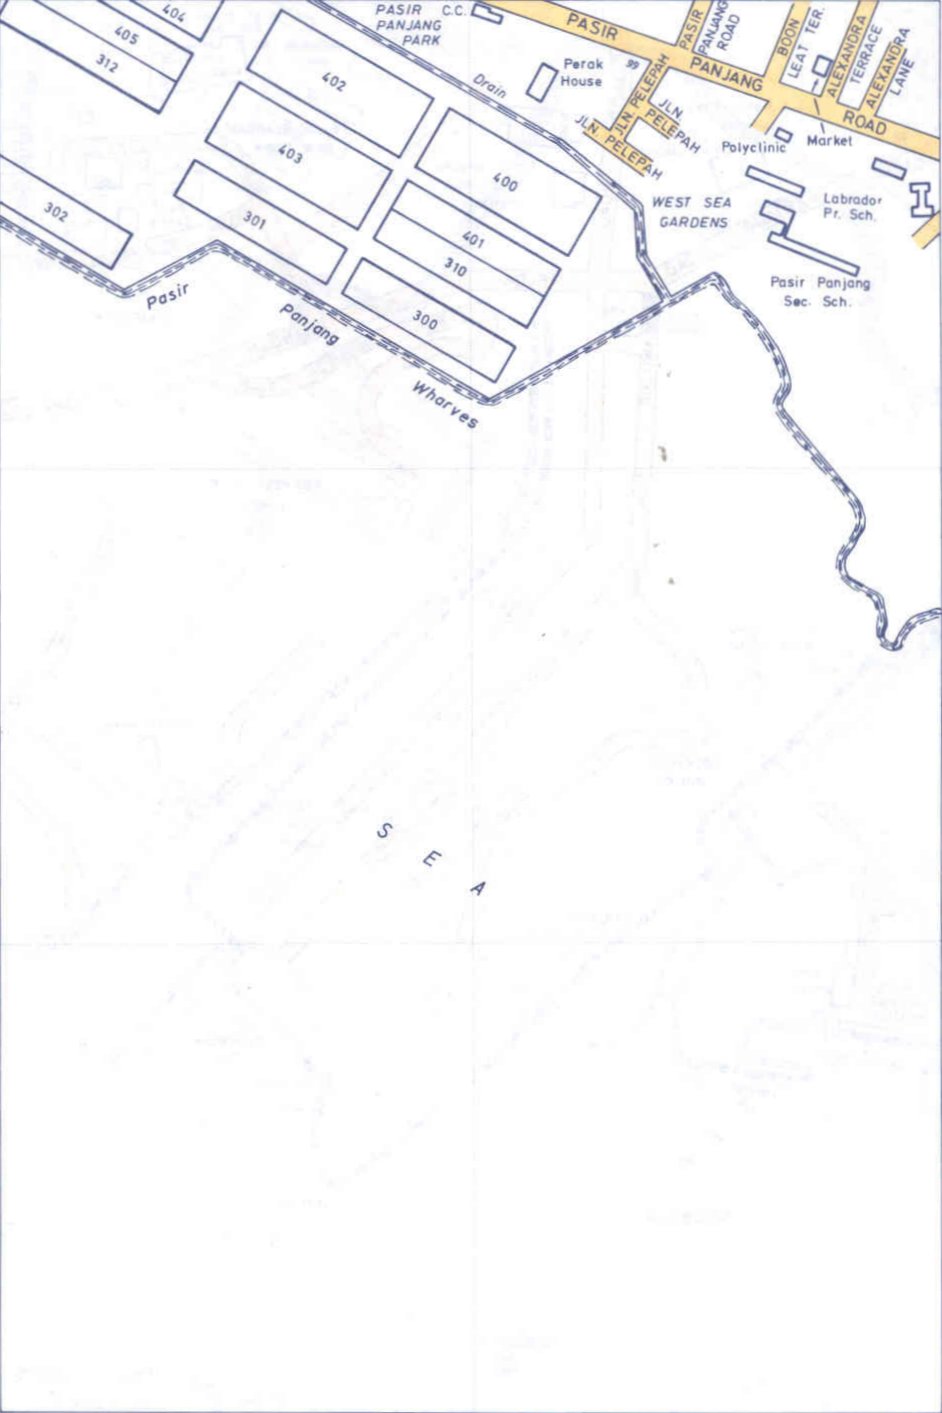 404
405
312
402
403
302
301
400
401
310
300
PASIR
PANJANG
PARK
C.C.
Drain
Perak
House
99
PASIR
PANJANG
ROAD
PASIR
PANJANG
ROAD
BOON
LEAT TER.
ALEXANDRA
TERRACE
ALEXANDRA
LANE
JLN PELEPAH
JLN
PELEPAH
JLN
PELEPAH
Polyclinic
Market
WEST SEA
GARDENS
Labrador
Pr. Sch.
Pasir Panjang
Sec. Sch.
Pasir
Panjang
Wharves
SEA